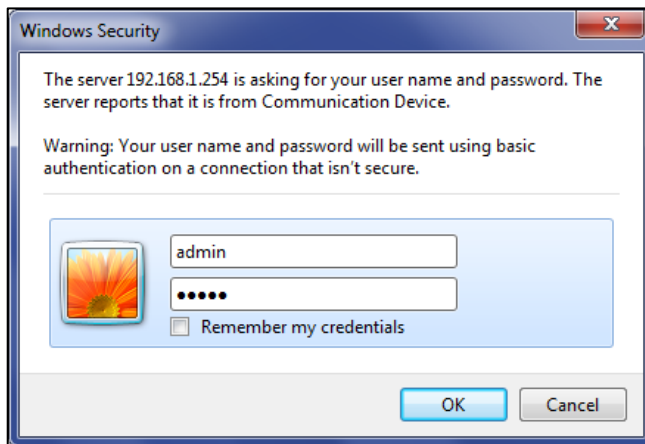 Windows Security
The server 192.168.1.254 is asking for your user name and password. The
server reports that it is from Communication Device.
Warning: Your user name and password will be sent using basic
authentication on a connection that isn't secure.
admin
●●●●●
Remember my credentials
OK
Cancel